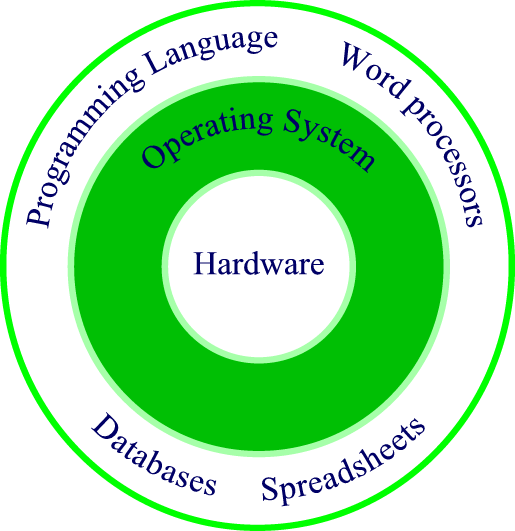 Programming Language
Word processors
Operating System
Hardware
Databases
Spreadsheets